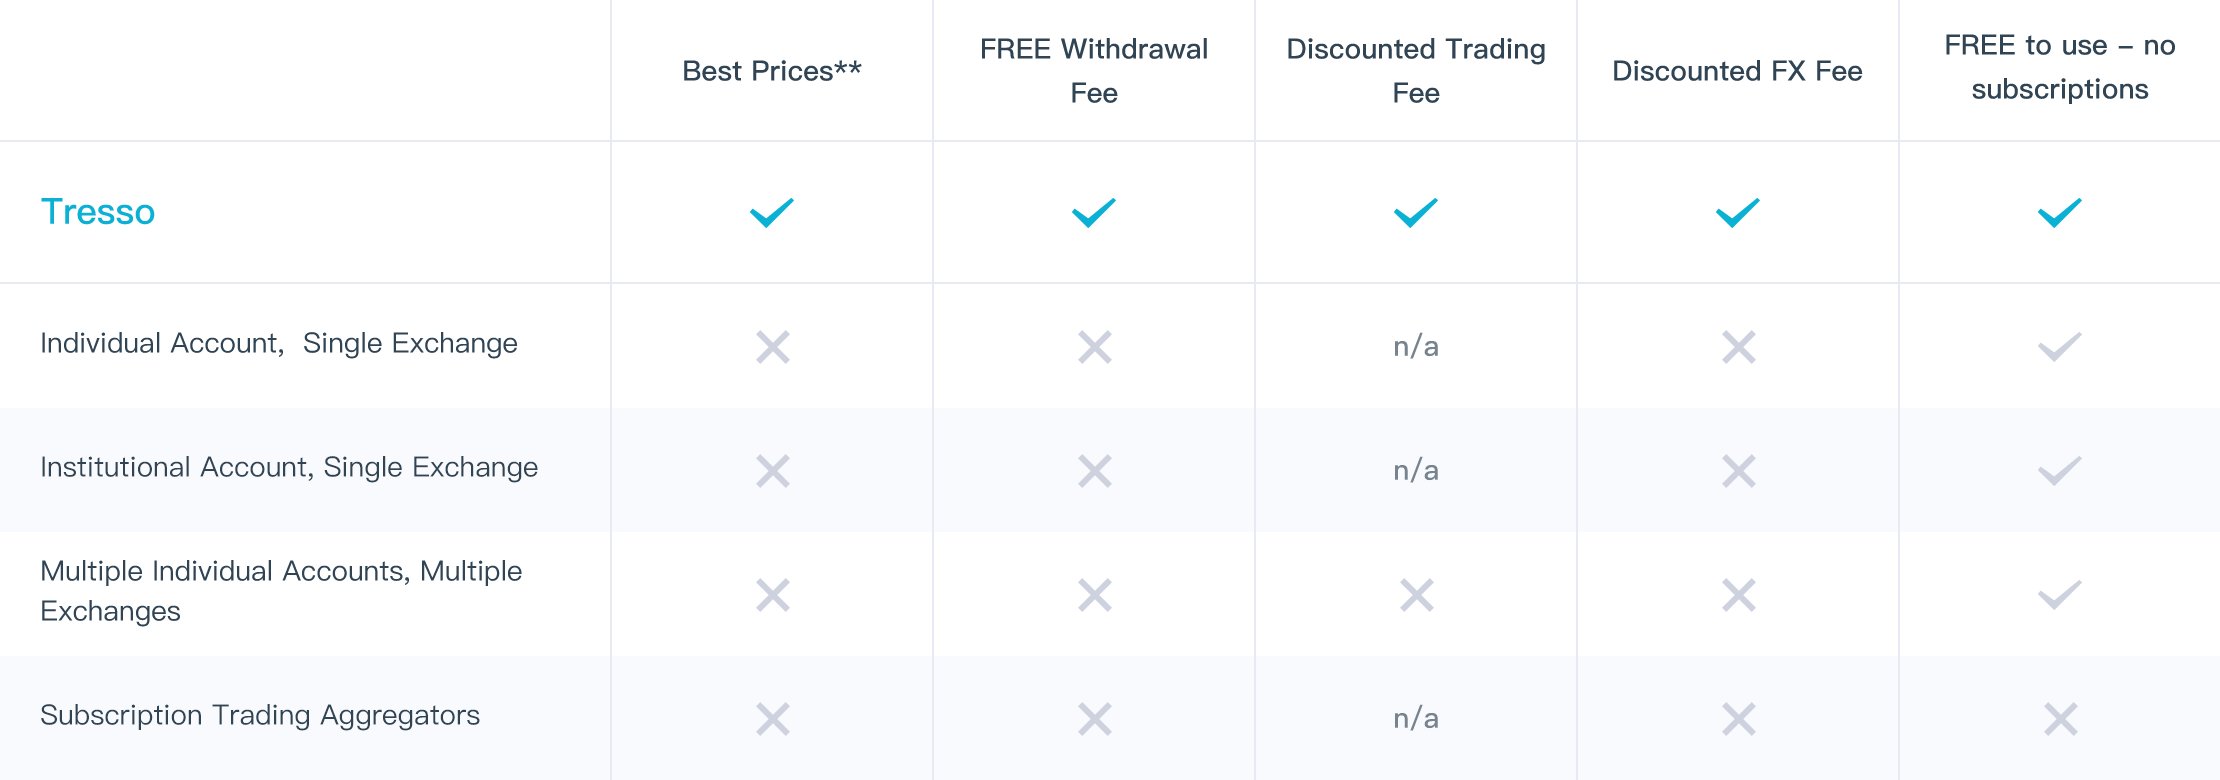 Best Prices**
FREE Withdrawal
Fee
Discounted Trading
Fee
Discounted FX Fee
FREE to use – no
subscriptions
Tresso
Individual Account,  Single Exchange
n/a
Institutional Account, Single Exchange
n/a
Multiple Individual Accounts, Multiple
Exchanges
Subscription Trading Aggregators
n/a